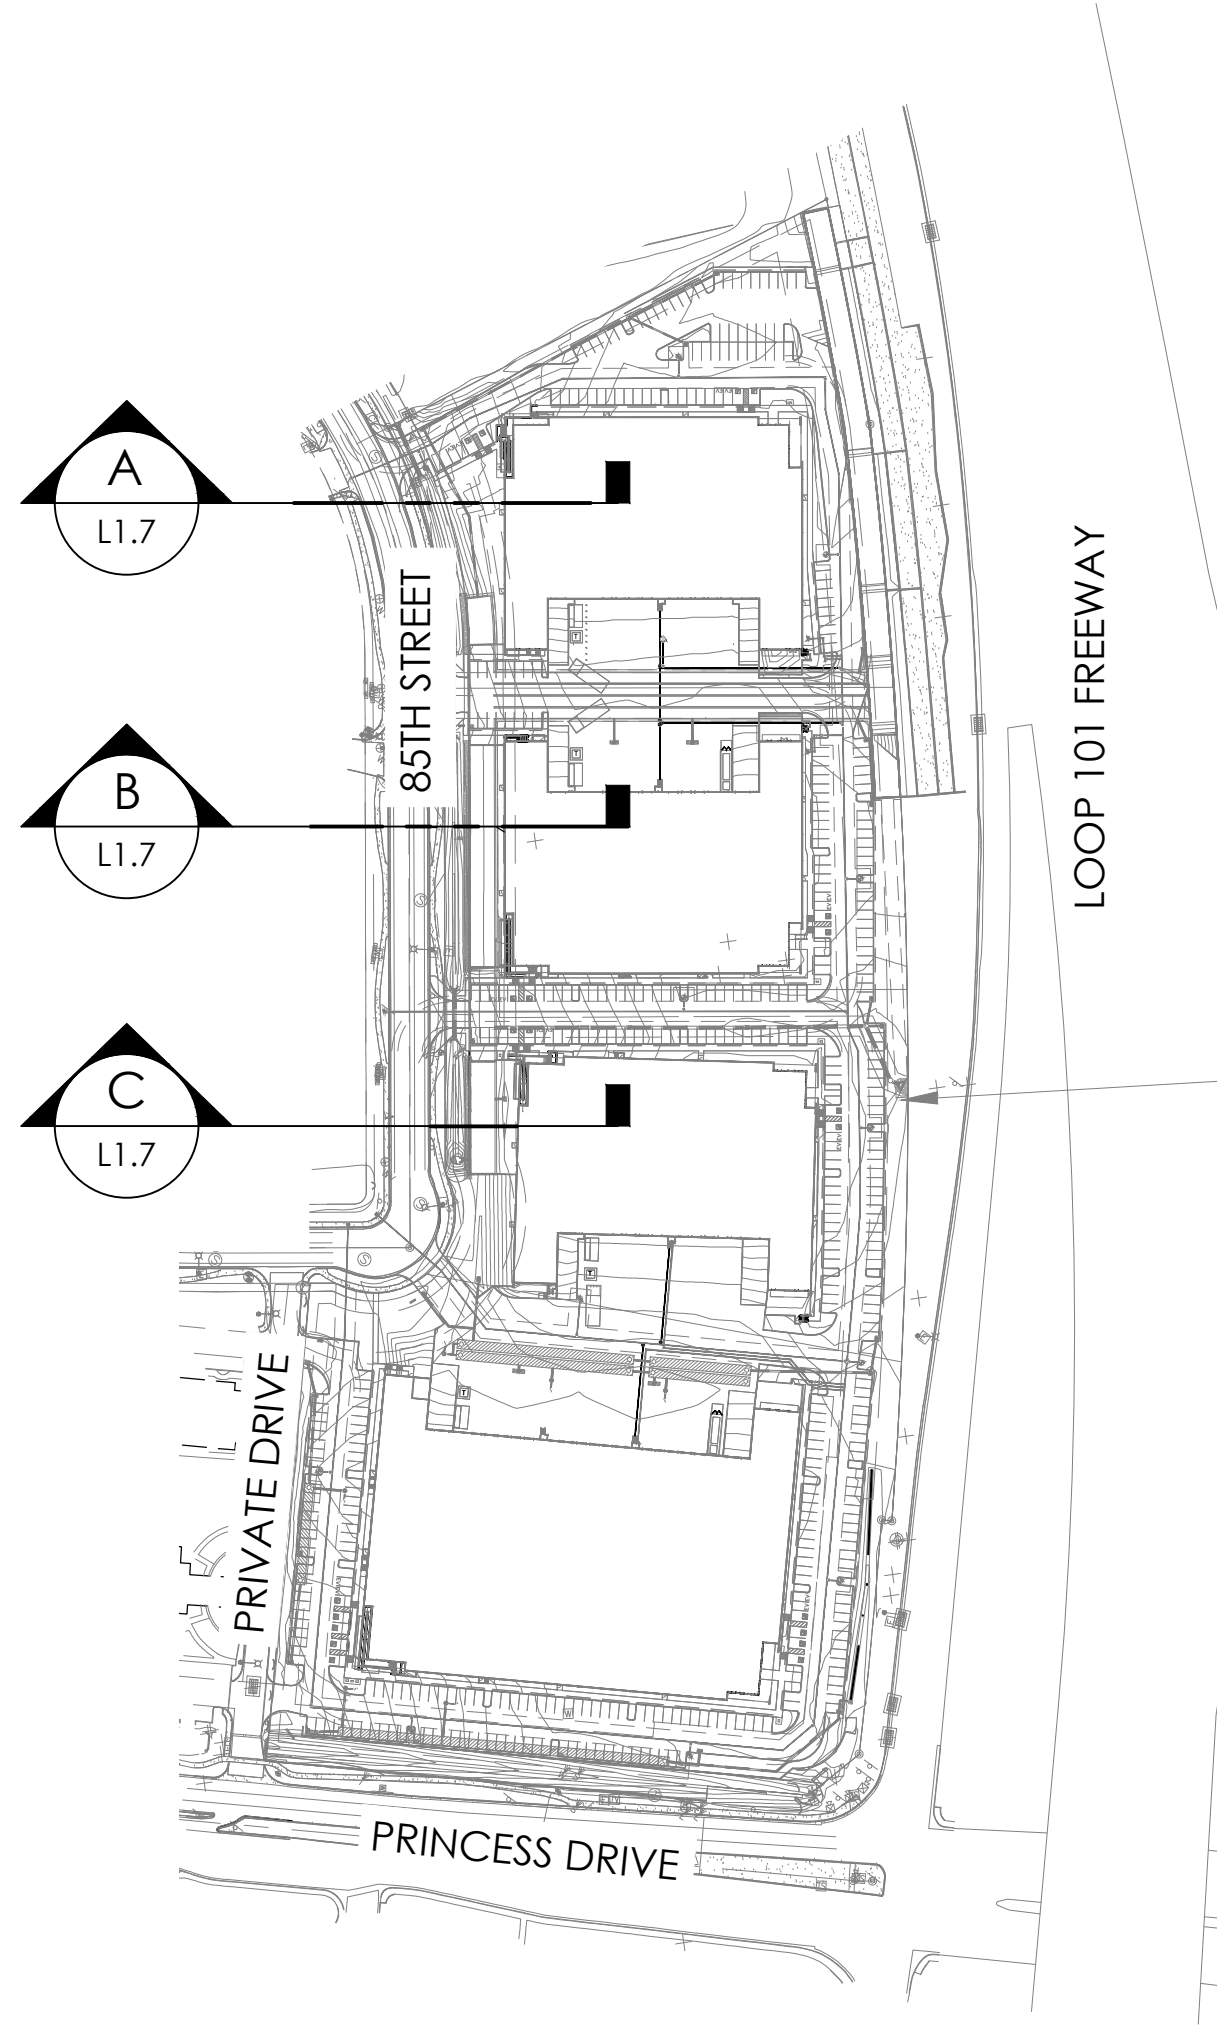 A
L1.7
85TH STREET
LOOP 101 FREEWAY
B
L1.7
C
L1.7
PRIVATE DRIVE
PRINCESS DRIVE